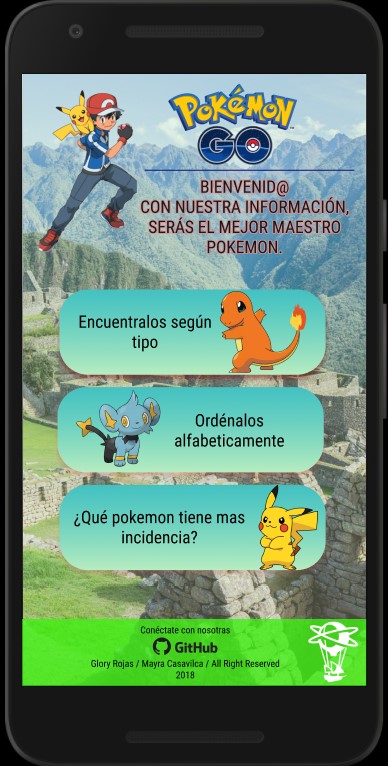 POKéMON
GO
BIENVENID@
CON NUESTRA INFORMACIÓN,
SERÁS EL MEJOR MAESTRO
POKEMON.
Encuentralos según
tipo
Ordénalos
alfabeticamente
¿Qué pokemon tiene mas
incidencia?
Conéctate con nosotras
GitHub
Glory Rojas / Mayra Casavilca / All Right Reserved
2018